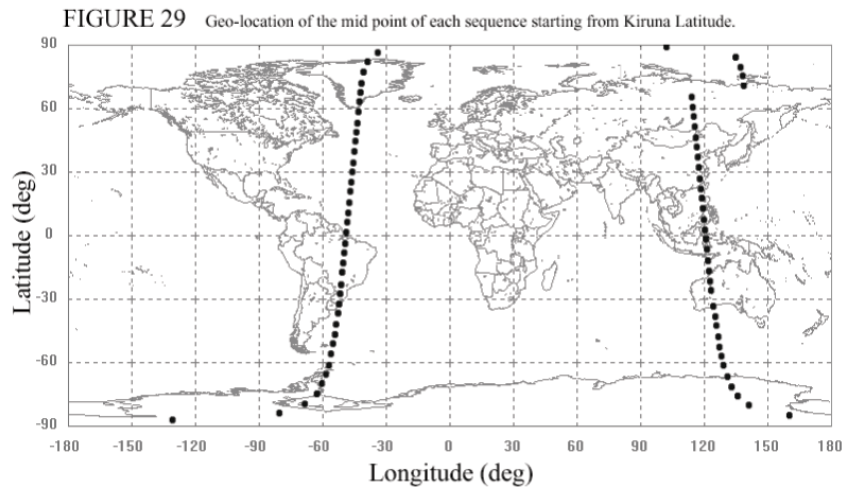 FIGURE 29 Geo-location of the mid point of each sequence starting from Kiruna Latitude.
90
60
30
0
-30
-60
-90
Latitude (deg)
-180 -150 -120 -90 -60 -30 0 30 60 90 120 150 180
Longitude (deg)